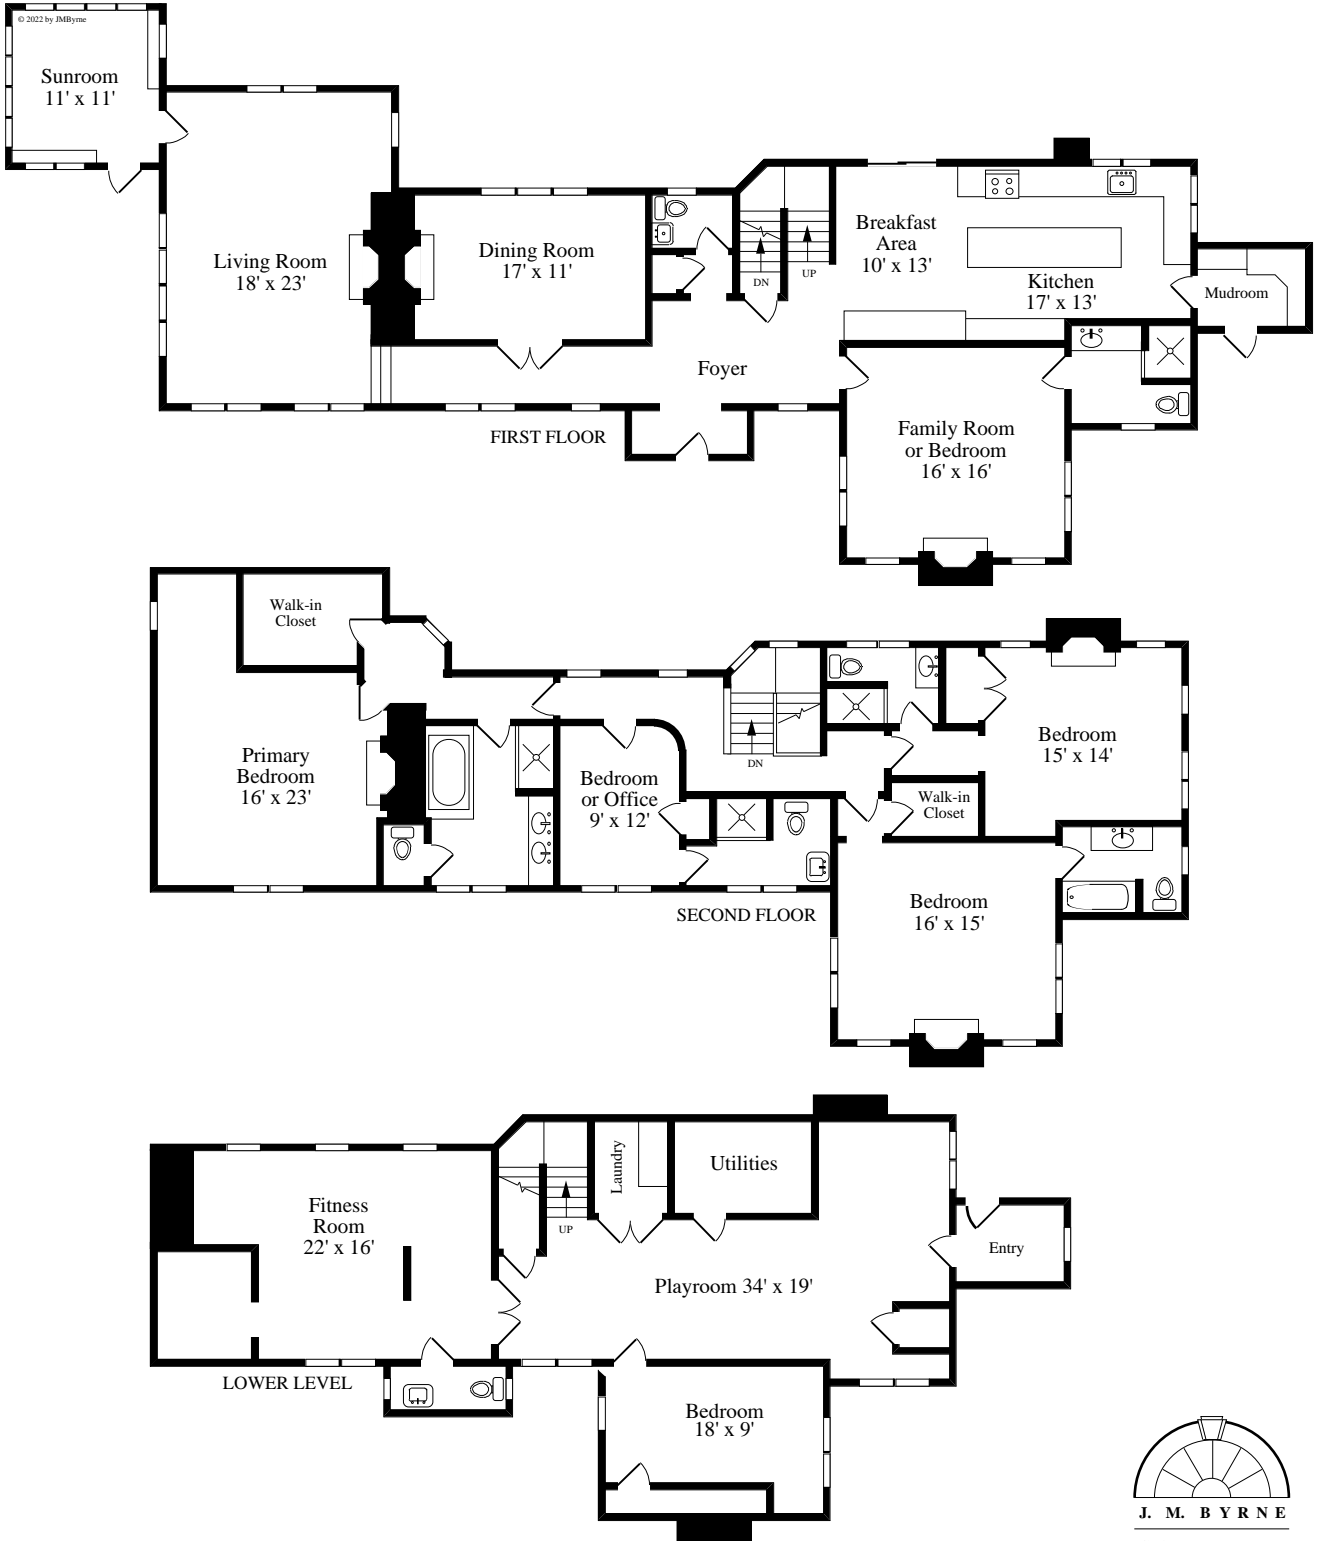 © 2022 by JMByrne
Sunroom
11' x 11'
Living Room
18' x 23'
Dining Room
17' x 11'
DN
UP
Breakfast
Area
10' x 13'
Kitchen
17' x 13'
Mudroom
Foyer
Family Room
or Bedroom
16' x 16'
FIRST FLOOR
Walk-in
Closet
Primary
Bedroom
16' x 23'
Bedroom
or Office
9' x 12'
DN
Bedroom
15' x 14'
Walk-in
Closet
Bedroom
16' x 15'
SECOND FLOOR
Fitness
Room
22' x 16'
UP
Laundry
Utilities
Playroom 34' x 19'
Entry
LOWER LEVEL
Bedroom
18' x 9'
J. M. BYRNE